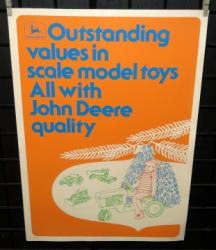 Outstanding
values in
scale model toys
All with
John Deere
quality